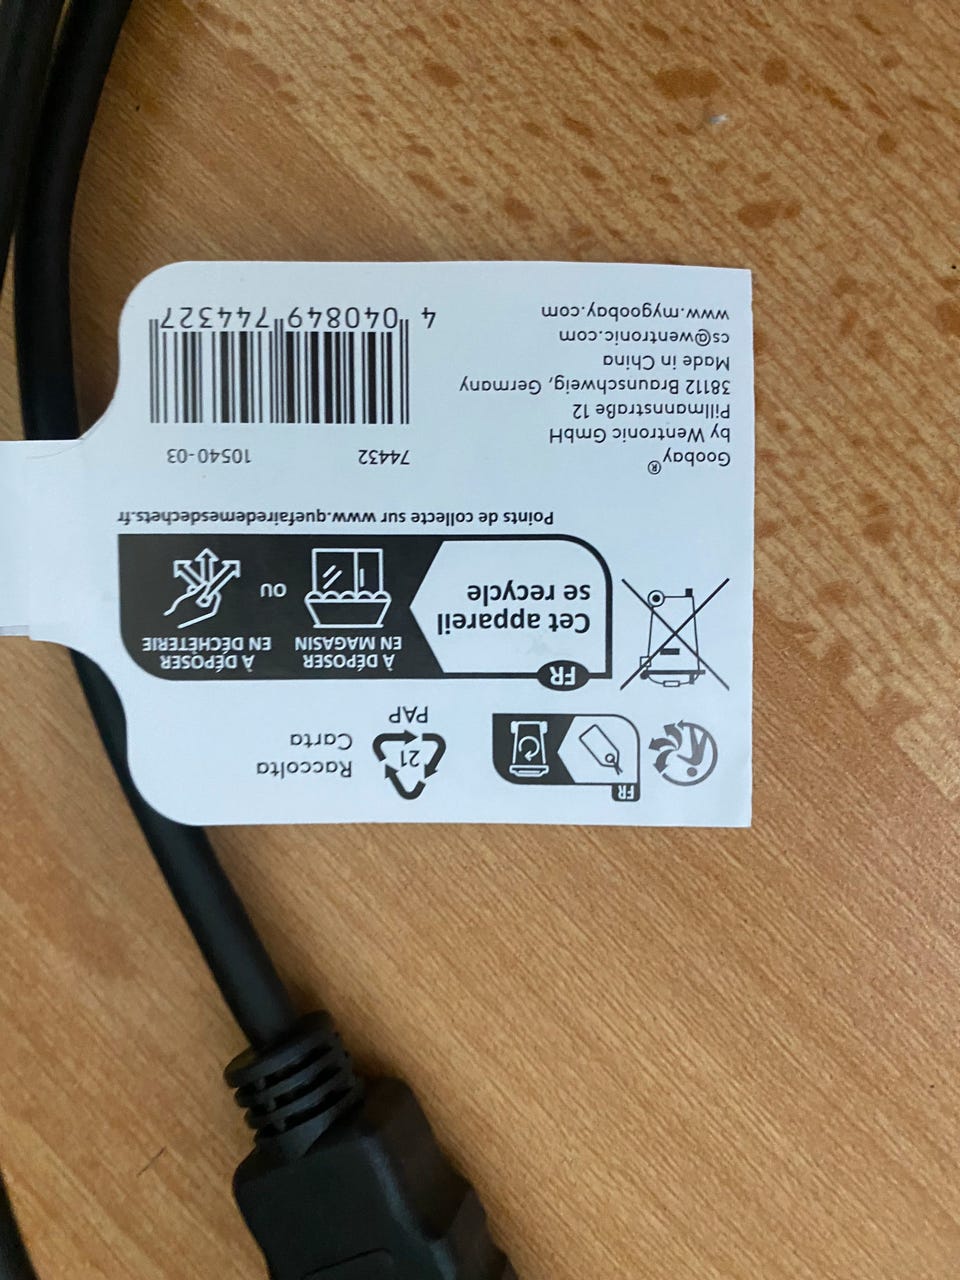 FR
21
PAP
Raccolta
Carta
FR
Cet appareil
se recycle
À DÉPOSER
EN MAGASIN
OU
À DÉPOSER
EN DÉCHÈTERIE
Points de collecte sur www.quefairedemesdechets.fr
Goobay®
by Wentronic GmbH
Pillmannstraße 12
38112 Braunschweig, Germany
Made in China
cs@wentronic.com
www.mygoobay.com
74432 10540-03
4 040849 744327